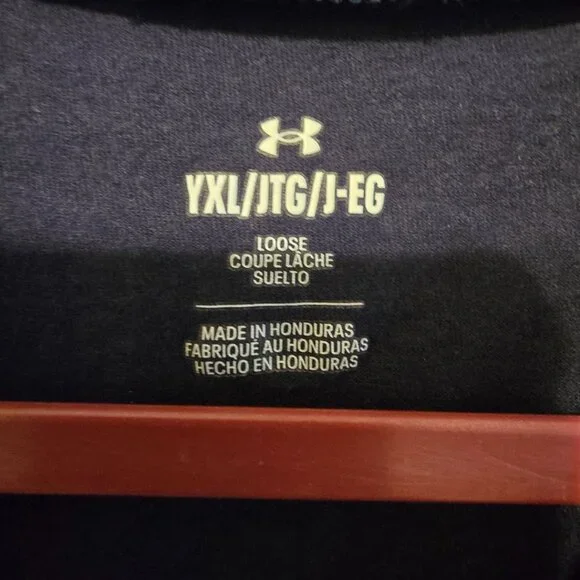 YXL/JTG/J-EG
LOOSE
COUPE LÂCHE
SUELTO
MADE IN HONDURAS
FABRIQUÉ AU HONDURAS
HECHO EN HONDURAS